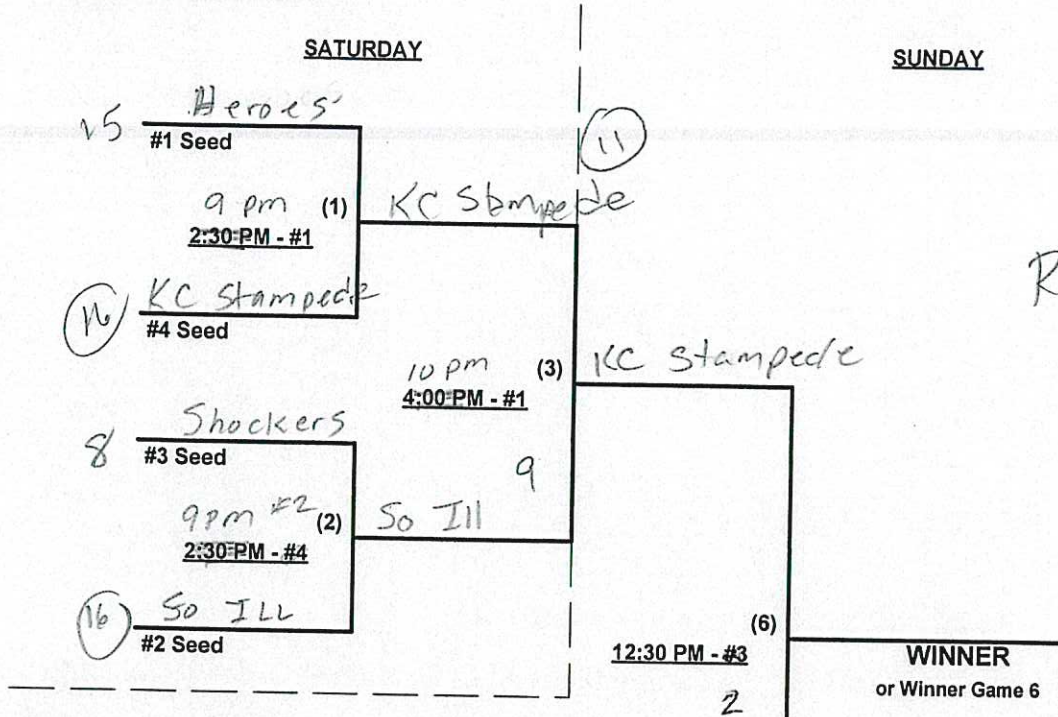 SATURDAY
SUNDAY
15 Heroes
#1 Seed
11
9 pm (1) KC Stampede
2:30 PM - #1
16 KC Stampede
#4 Seed
R
10 pm (3) KC Stampede
4:00 PM - #1
8 Shockers
#3 Seed
9
9pm #2 (2) So Ill
2:30 PM - #4
16 So ILL
#2 Seed
(6)
12:30 PM - #3
WINNER
or Winner Game 6
2